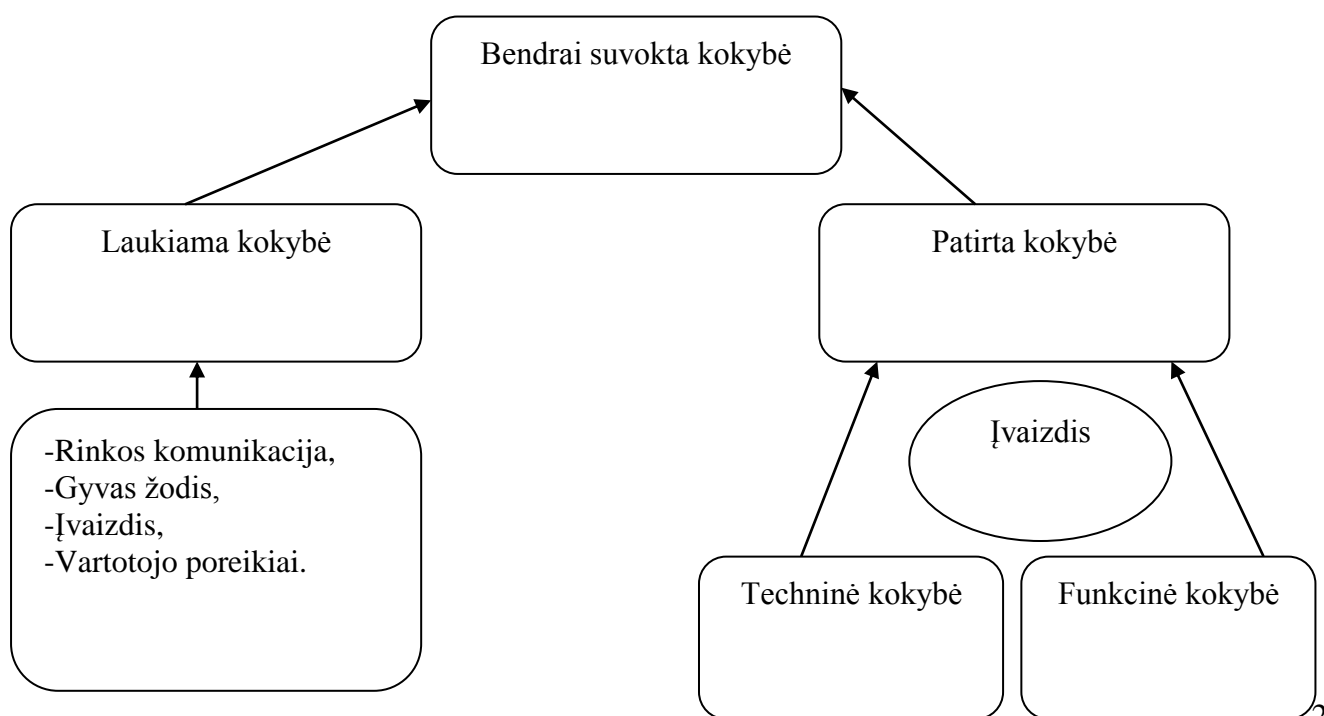 Bendrai suvokta kokybė
Laukiama kokybė
Patirta kokybė
-Rinkos komunikacija,
-Gyvas žodis,
-Įvaizdis,
-Vartotojo poreikiai.
Įvaizdis
Techninė kokybė
Funkcinė kokybė